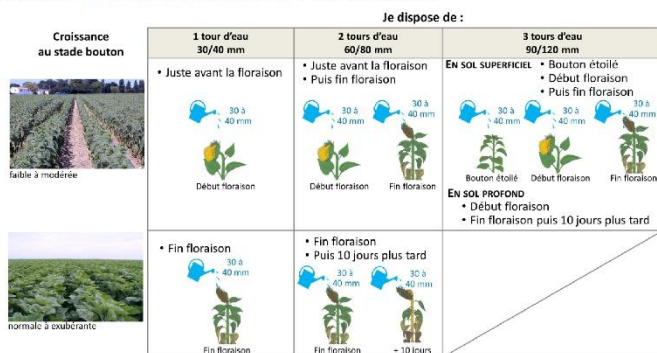 Je dispose de :
Croissance
au stade bouton
1 tour d'eau
30/40 mm
2 tours d'eau
60/80 mm
3 tours d'eau
90/120 mm
faible à modérée
• Juste avant la floraison
30 à
40 mm
Début floraison
• Juste avant la floraison
• Puis fin floraison
30 à
40 mm
30 à
40 mm
Début floraison
Fin floraison
EN SOL SUPERFICIEL
• Bouton étoilé
• Début floraison
• Puis fin floraison
30 à
40 mm
30 à
40 mm
30 à
40 mm
Bouton étoilé
Début floraison
Fin floraison
EN SOL PROFOND
• Début floraison
• Fin floraison puis 10 jours plus tard
normale à exubérante
• Fin floraison
30 à
40 mm
Fin floraison
• Fin floraison
• Puis 10 jours plus tard
30 à
40 mm
30 à
40 mm
Fin floraison
+ 10 jours